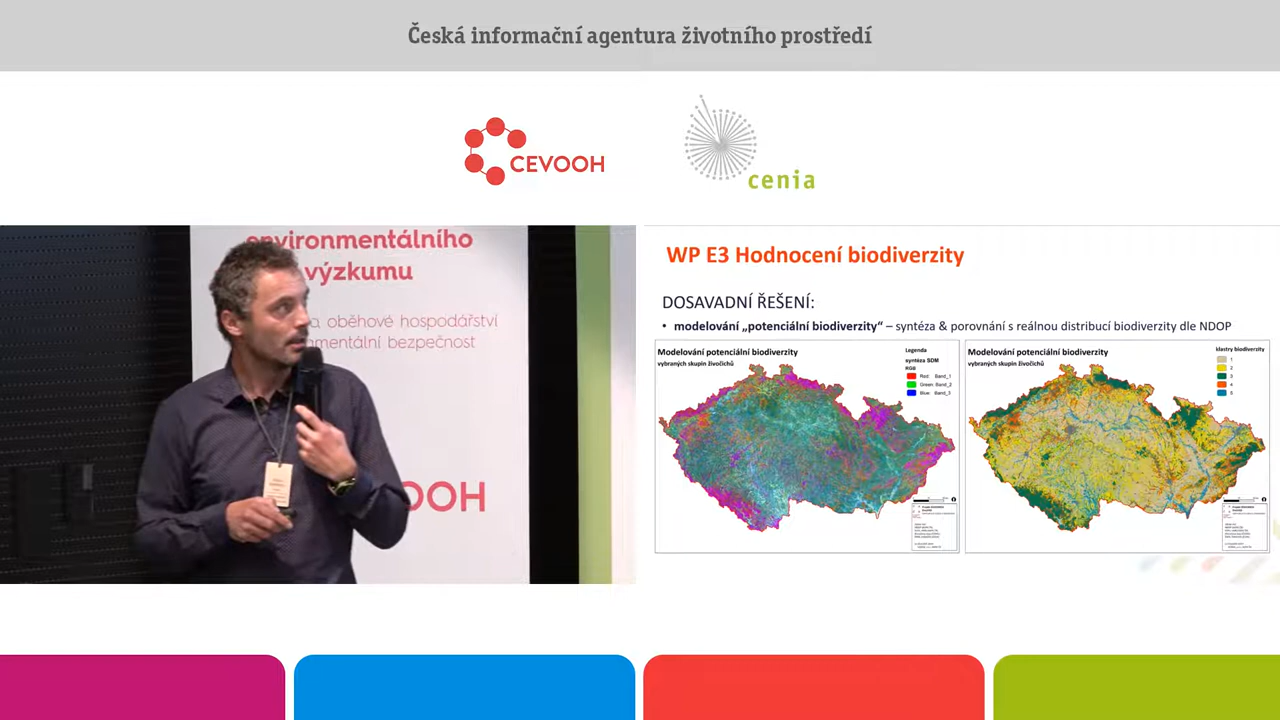 Česká informační agentura životního prostředí
CEVOOH
cenia
environmentálního
výzkumu
a oběhové hospodářství
mentální bezpečnost
OOH
WP E3 Hodnocení biodiverzity
DOSAVADNÍ ŘEŠENÍ:
• modelování „potenciální biodiverzity“ – syntéza & porovnání s reálnou distribucí biodiverzity dle NDOP
Modelování potenciální biodiverzity
vybraných skupin živočichů
Legenda
syntéza SDM
RGB
Red: Band_1
Green: Band_2
Blue: Band_3
Modelování potenciální biodiverzity
vybraných skupin živočichů
klastry biodiverzity
1
2
3
4
5